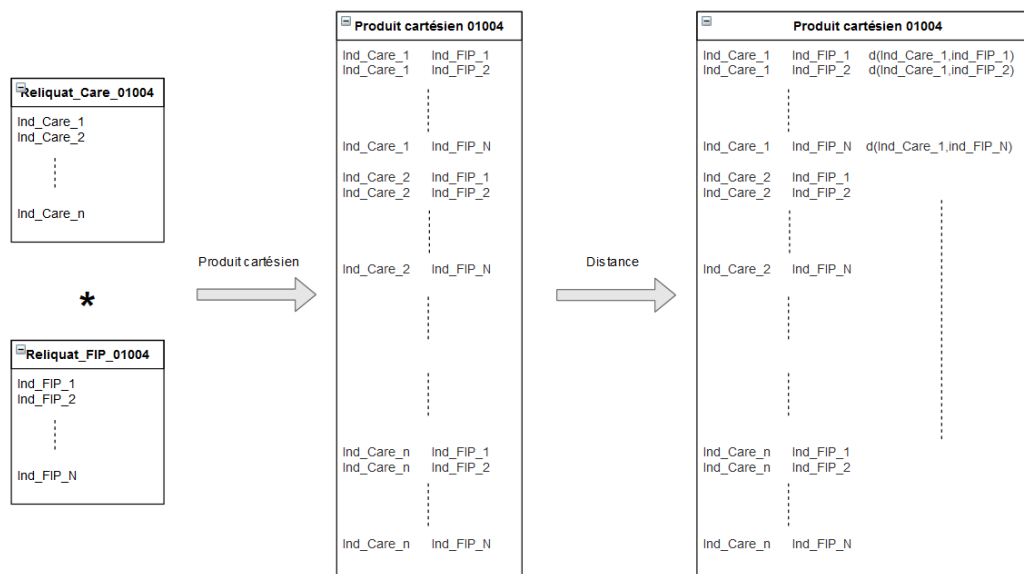 Reliquat_Care_01004
Ind_Care_1
Ind_Care_2
Ind_Care_n
*
Reliquat_FIP_01004
Ind_FIP_1
Ind_FIP_2
Ind_FIP_N
Produit cartésien
Produit cartésien 01004
Ind_Care_1 Ind_FIP_1
Ind_Care_1 Ind_FIP_2
Ind_Care_1 Ind_FIP_N
Ind_Care_2 Ind_FIP_1
Ind_Care_2 Ind_FIP_2
Ind_Care_2 Ind_FIP_N
Ind_Care_n Ind_FIP_1
Ind_Care_n Ind_FIP_2
Ind_Care_n Ind_FIP_N
Distance
Produit cartésien 01004
Ind_Care_1 Ind_FIP_1 d(Ind_Care_1,ind_FIP_1)
Ind_Care_1 Ind_FIP_2 d(Ind_Care_1,ind_FIP_2)
Ind_Care_1 Ind_FIP_N d(Ind_Care_1,ind_FIP_N)
Ind_Care_2 Ind_FIP_1
Ind_Care_2 Ind_FIP_2
Ind_Care_2 Ind_FIP_N
Ind_Care_n Ind_FIP_1
Ind_Care_n Ind_FIP_2
Ind_Care_n Ind_FIP_N